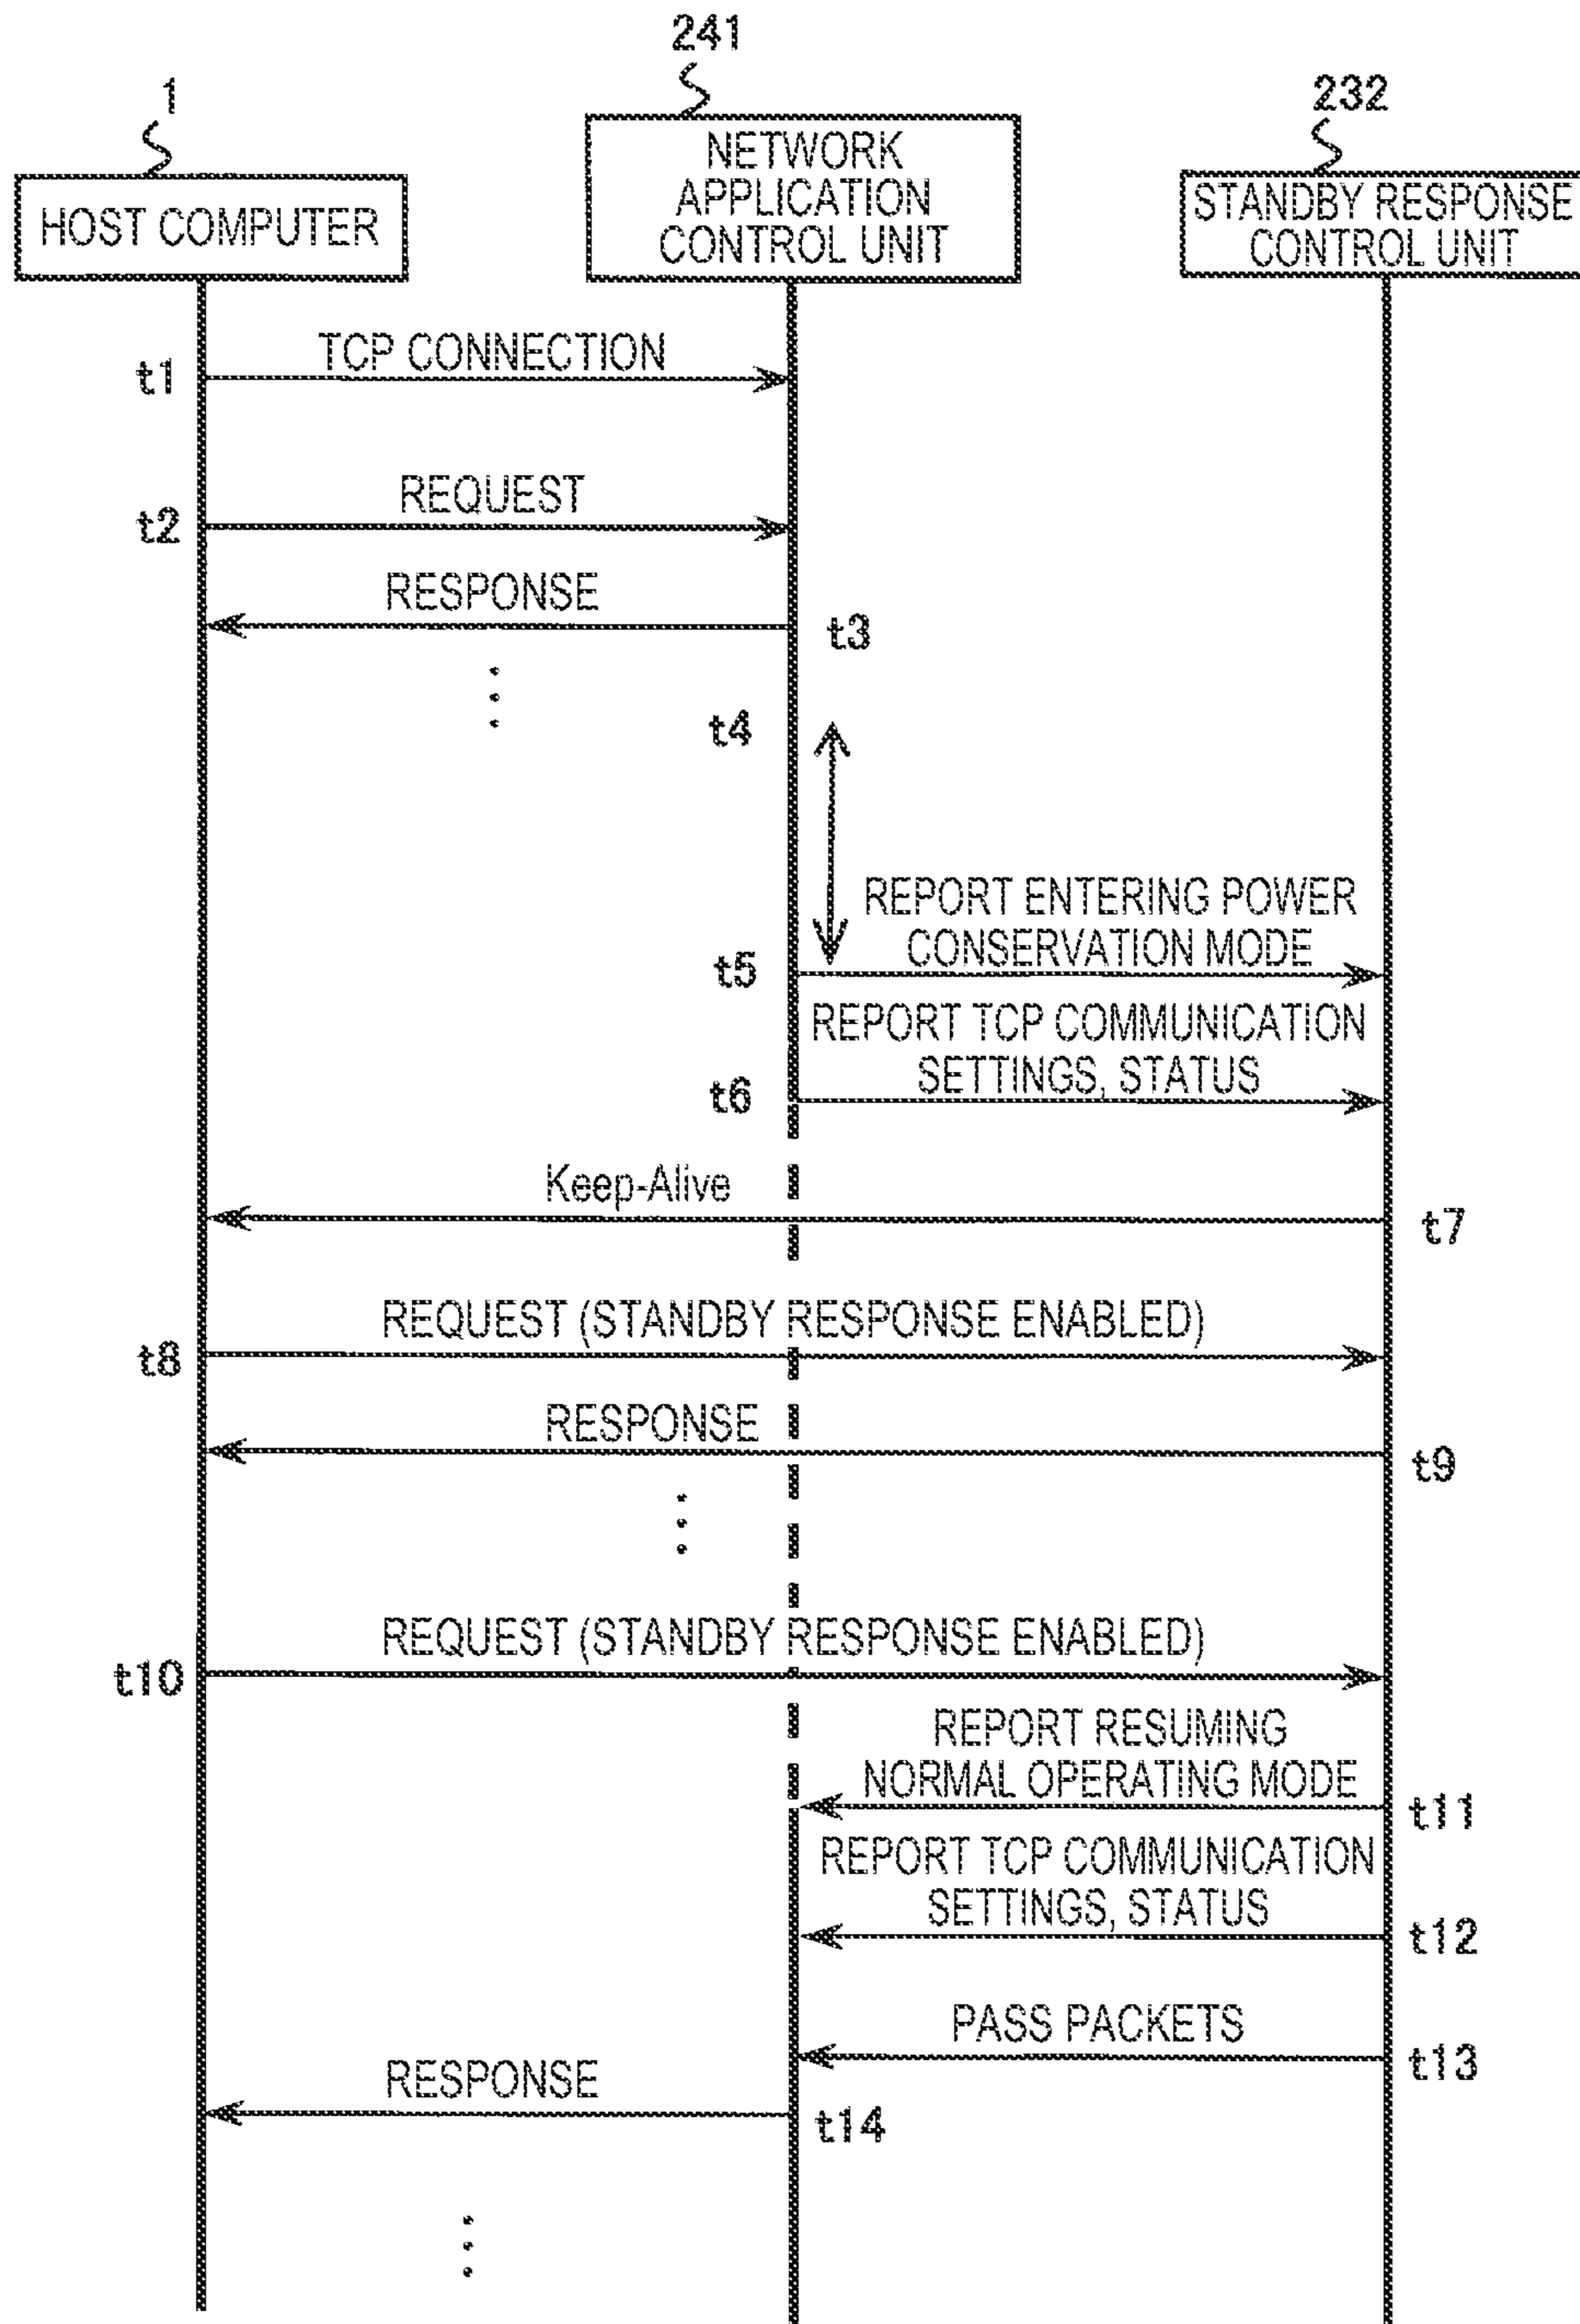 241
1
232
HOST COMPUTER
NETWORK
APPLICATION
CONTROL UNIT
STANDBY RESPONSE
CONTROL UNIT
TCP CONNECTION
t1
REQUEST
t2
RESPONSE
t3
t4
REPORT ENTERING POWER
CONSERVATION MODE
t5
REPORT TCP COMMUNICATION
SETTINGS, STATUS
t6
Keep-Alive
t7
REQUEST (STANDBY RESPONSE ENABLED)
t8
RESPONSE
t9
REQUEST (STANDBY RESPONSE ENABLED)
t10
REPORT RESUMING
NORMAL OPERATING MODE
t11
REPORT TCP COMMUNICATION
SETTINGS, STATUS
t12
PASS PACKETS
t13
RESPONSE
t14